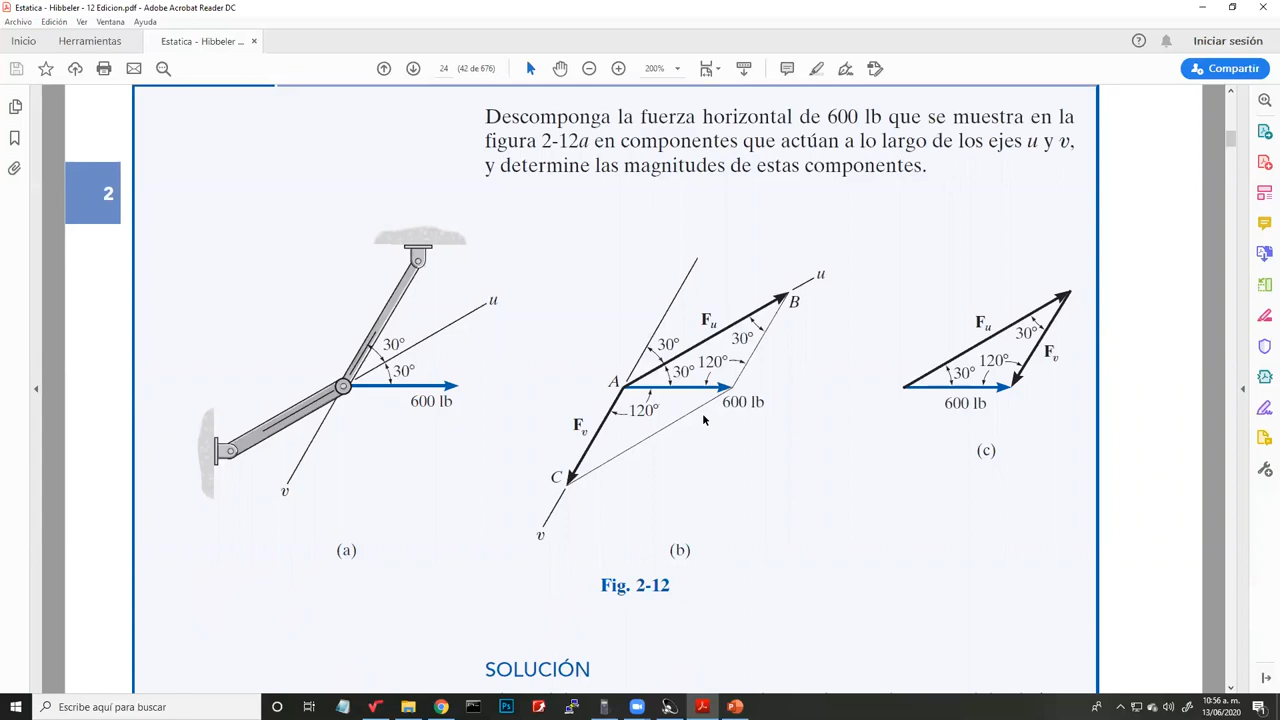 Estatica - Hibbeler - 12 Edicion.pdf - Adobe Acrobat Reader DC
Archivo Edición Ver Ventana Ayuda
Inicio Herramientas Estatica - Hibbeler ... × Iniciar sesión
24 (42 de 676) 200% Compartir
Descomponga la fuerza horizontal de 600 lb que se muestra en la
figura 2-12a en componentes que actúan a lo largo de los ejes u y v,
y determine las magnitudes de estas componentes.
2
u
30°
30°
600 lb
v
(a)
u
B
Fu
30°
30°
120°
30°
A
120°
600 lb
Fv
C
v
(b)
Fu
30°
Fv
120°
30°
600 lb
(c)
Fig. 2-12
SOLUCIÓN
Escribe aquí para buscar
10:56 a. m.
13/06/2020